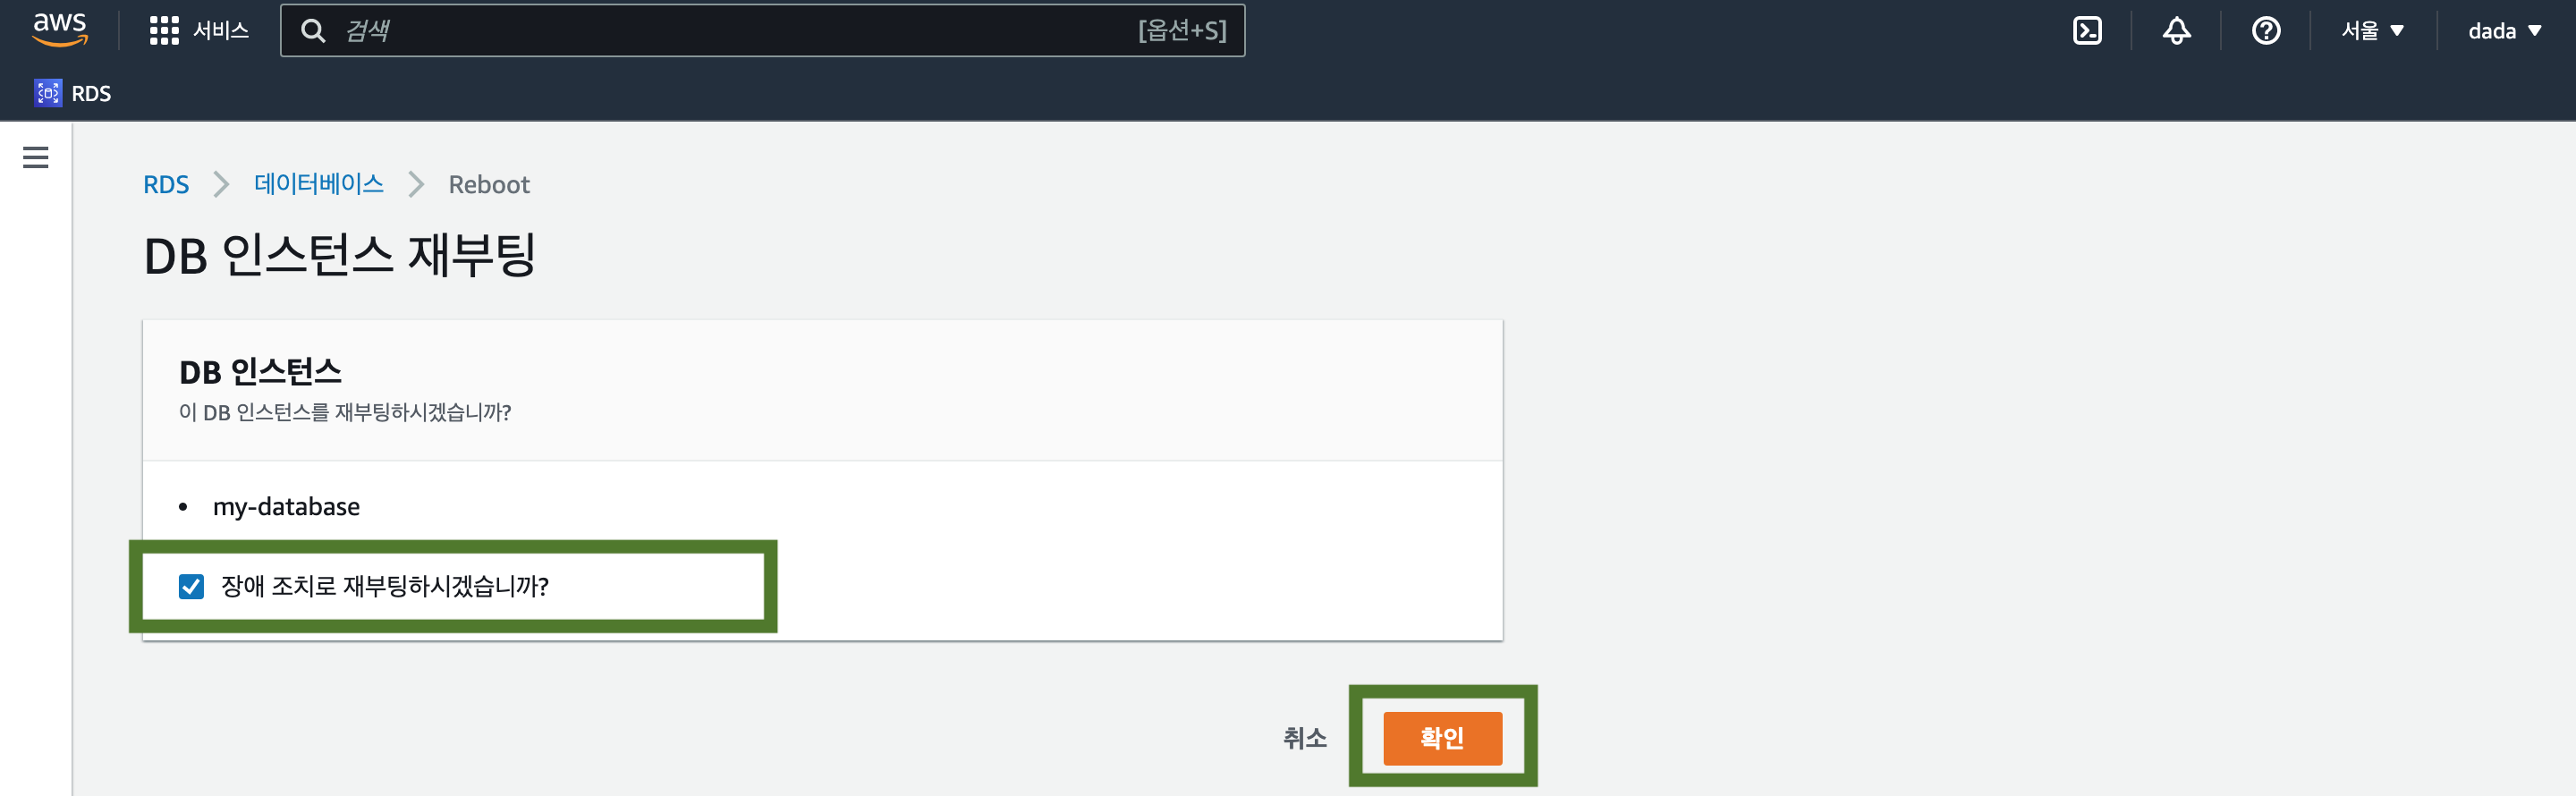 aws 서비스 검색 [옵션+S] 서울 dada
RDS
RDS 데이터베이스 Reboot
DB 인스턴스 재부팅
DB 인스턴스
이 DB 인스턴스를 재부팅하시겠습니까?
• my-database
장애 조치로 재부팅하시겠습니까?
취소 확인